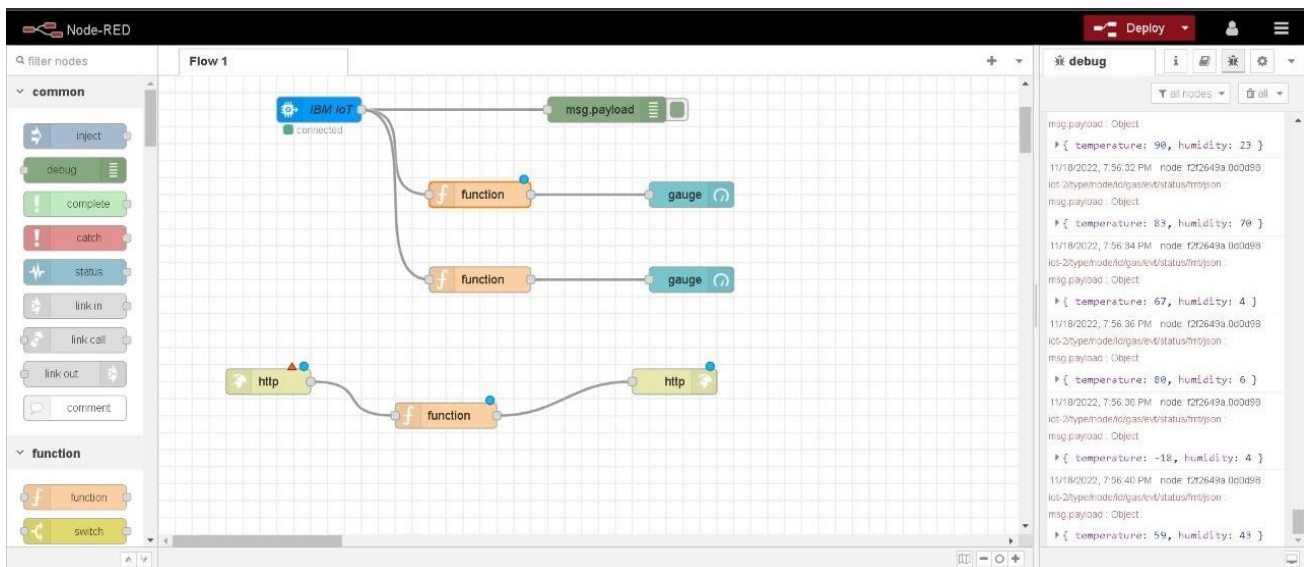 Node-RED
Deploy
filter nodes
common
inject
debug
complete
catch
status
link in
link call
link out
comment
function
function
switch
Flow 1
IBM IoT
connected
msg.payload
function
gauge
function
gauge
http
function
http
debug
i
all nodes
all
msg.payload : Object
{ temperature: 90, humidity: 23 }
11/18/2022, 7:56:32 PM node: f2f2649a.0d0d98
iot-2/type/node/id/gas/evt/status/fmt/json :
msg.payload : Object
{ temperature: 83, humidity: 70 }
11/18/2022, 7:56:34 PM node: f2f2649a.0d0d98
iot-2/type/node/id/gas/evt/status/fmt/json :
msg.payload : Object
{ temperature: 67, humidity: 4 }
11/18/2022, 7:56:36 PM node: f2f2649a.0d0d98
iot-2/type/node/id/gas/evt/status/fmt/json :
msg.payload : Object
{ temperature: 80, humidity: 6 }
11/18/2022, 7:56:38 PM node: f2f2649a.0d0d98
iot-2/type/node/id/gas/evt/status/fmt/json :
msg.payload : Object
{ temperature: -18, humidity: 4 }
11/18/2022, 7:56:40 PM node: f2f2649a.0d0d98
iot-2/type/node/id/gas/evt/status/fmt/json :
msg.payload : Object
{ temperature: 59, humidity: 43 }